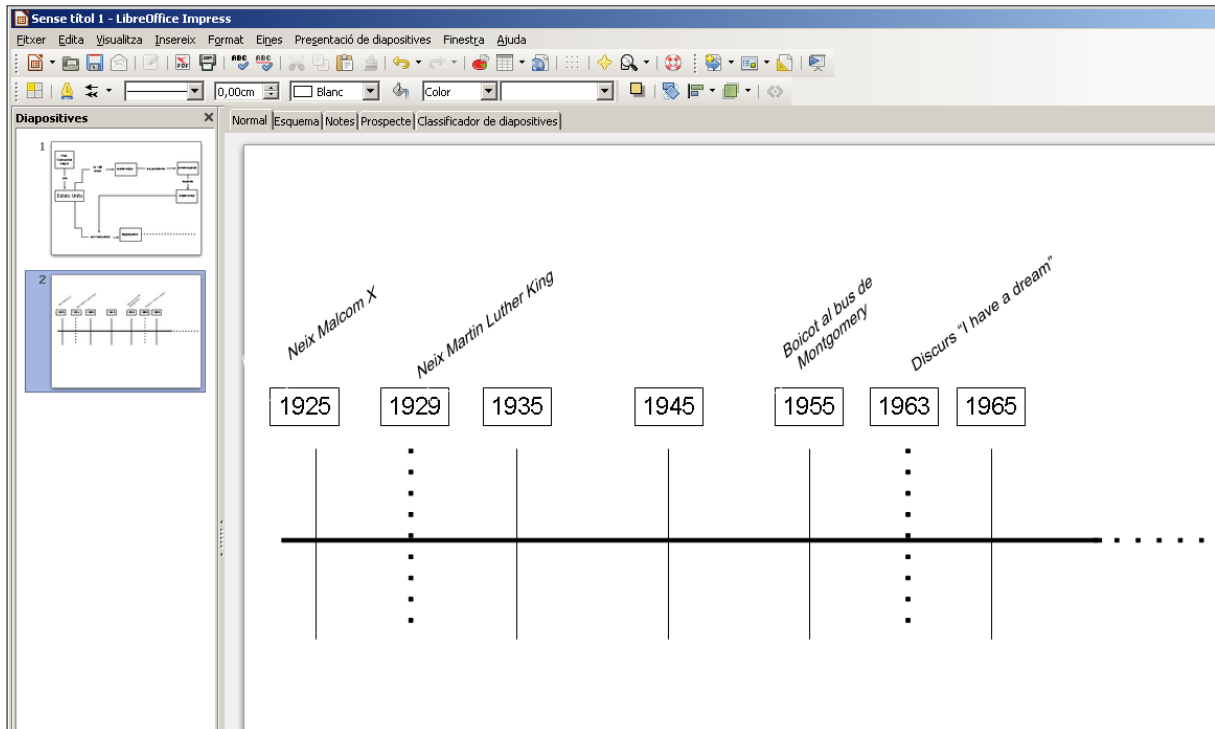 Sense títol 1 - LibreOffice Impress
Fitxer Edita Visualitza Insereix Format Eines Presentació de diapositives Finestra Ajuda
0,00cm Blanc Color
Diapositives
Normal Esquema Notes Prospecte Classificador de diapositives
1
Estats Units
2
Neix Malcom X
Neix Martin Luther King
Boicot al bus de
Montgomery
Discurs “I have a dream”
1925 1929 1935 1945 1955 1963 1965